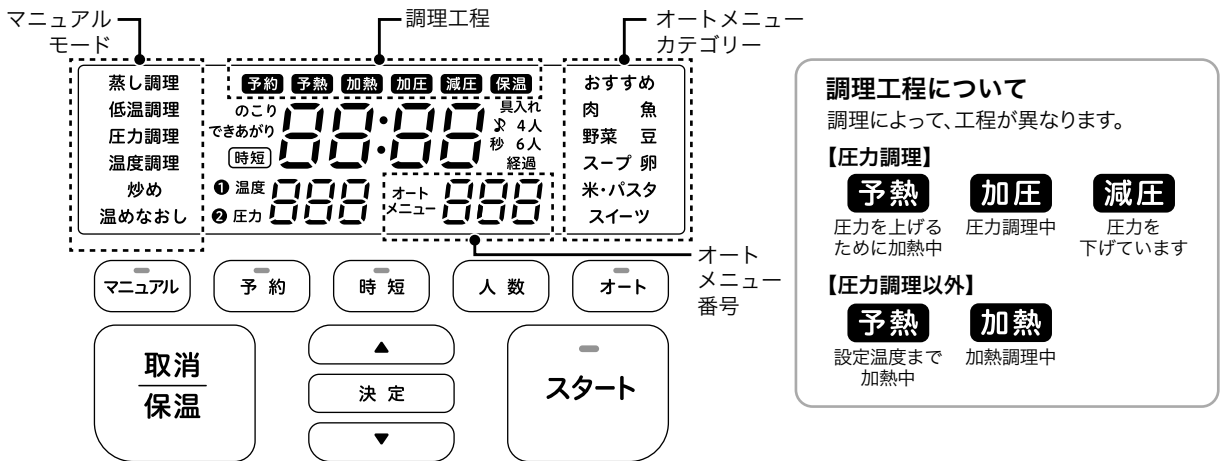 マニュアル
モード
調理工程
オートメニュー
カテゴリー
蒸し調理
低温調理
圧力調理
温度調理
炒め
温めなおし
予約 予熱 加熱 加圧 減圧 保温
のこり
できあがり
時短
88:88
具入れ
♪ 4人
秒 6人
経過
❶ 温度
❷ 圧力
888
オート
メニュー
888
おすすめ
肉 魚
野菜 豆
スープ 卵
米・パスタ
スイーツ
オート
メニュー
番号
マニュアル
予約
時短
人数
オート
取消
保温
▲
決定
▼
スタート
調理工程について
調理によって、工程が異なります。
【圧力調理】
予熱 加圧 減圧
圧力を上げる
ために加熱中
圧力調理中
圧力を
下げています
【圧力調理以外】
予熱 加熱
設定温度まで
加熱中
加熱調理中